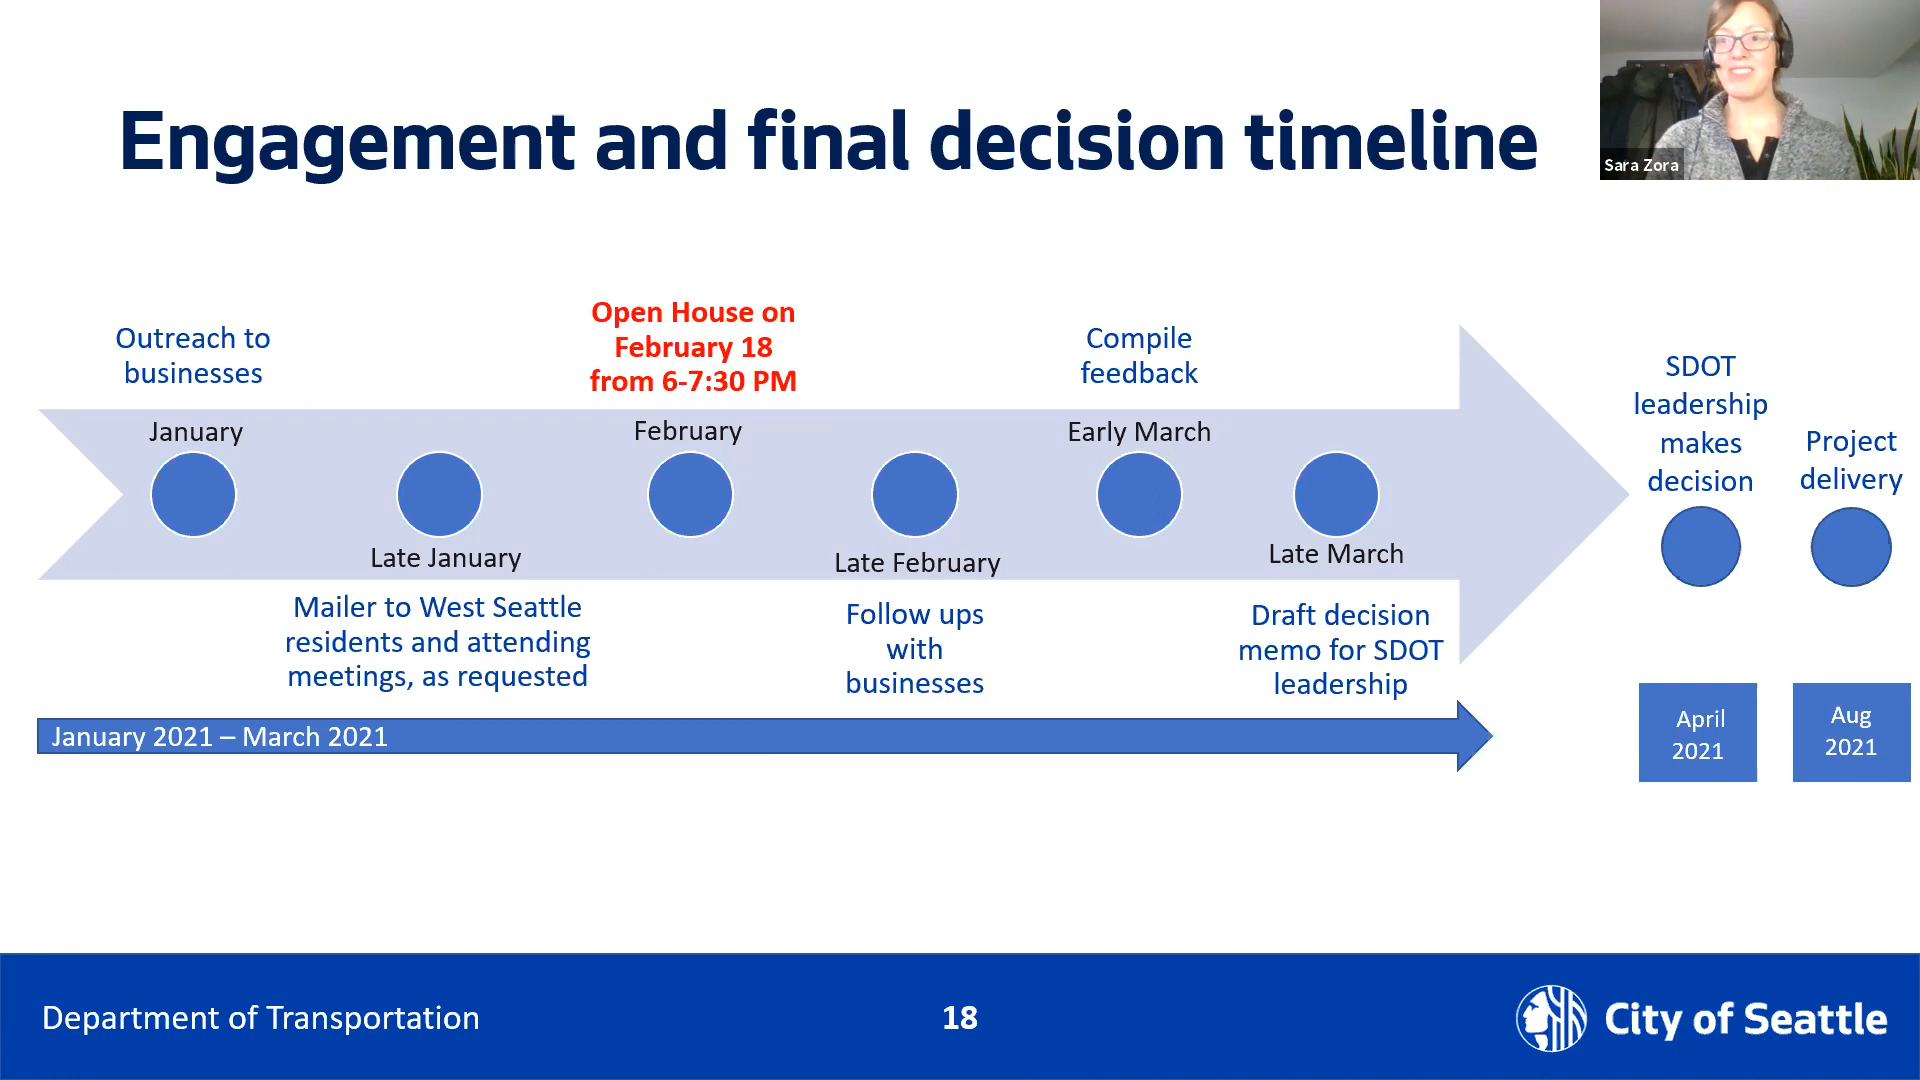 Engagement and final decision timeline
Sara Zora
Outreach to
businesses
January
Late January
Mailer to West Seattle
residents and attending
meetings, as requested
Open House on
February 18
from 6-7:30 PM
February
Late February
Follow ups
with
businesses
Compile
feedback
Early March
Late March
Draft decision
memo for SDOT
leadership
SDOT
leadership
makes
decision
Project
delivery
January 2021 – March 2021
April
2021
Aug
2021
Department of Transportation
18
City of Seattle